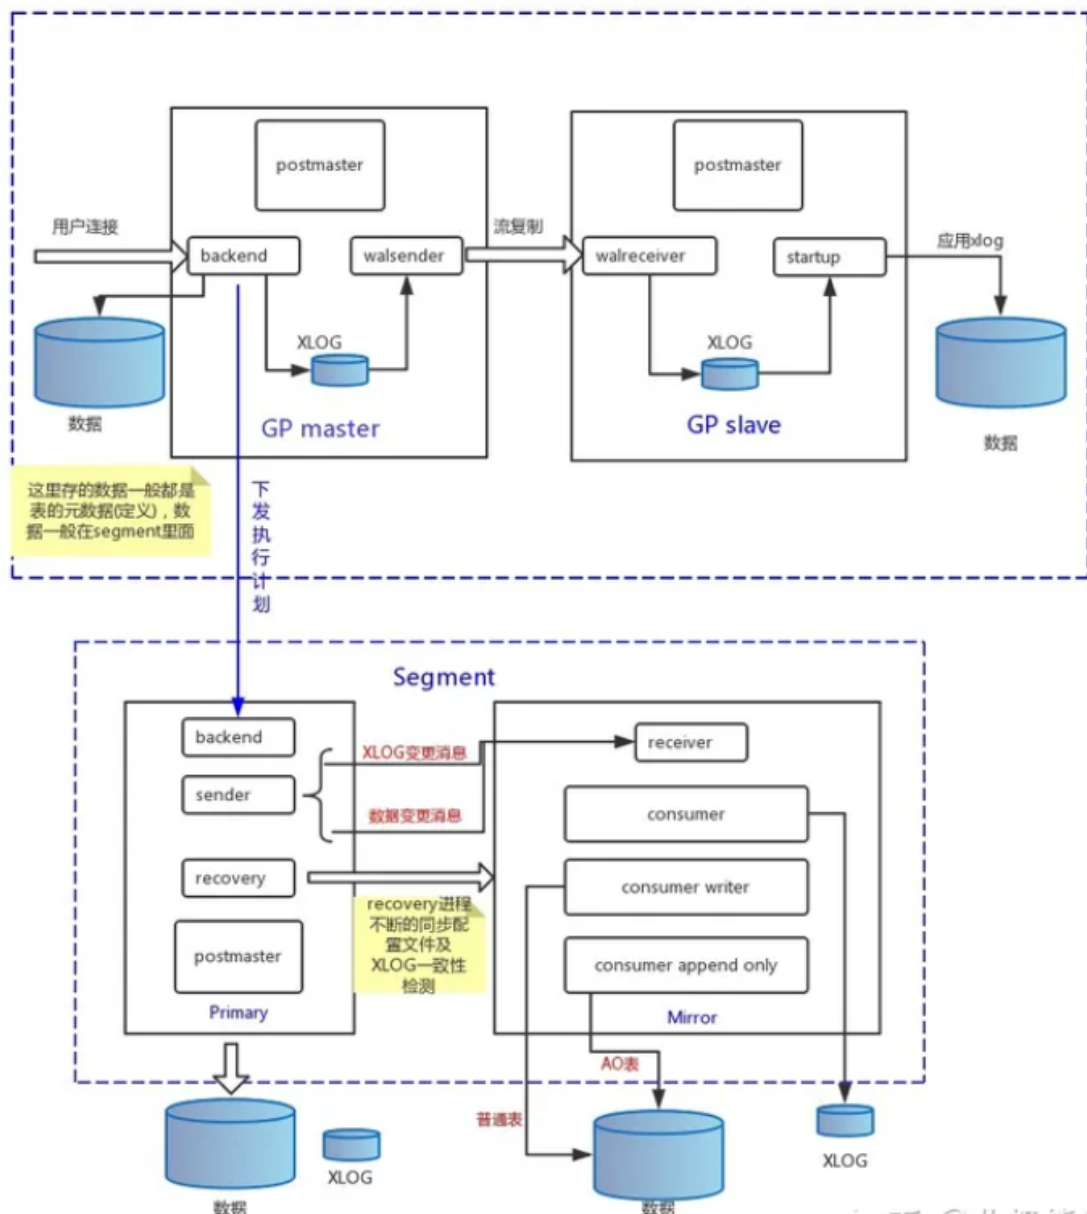 postmaster
postmaster
用户连接
流复制
backend
walsender
walreceiver
startup
应用xlog
XLOG
XLOG
数据
GP master
GP slave
数据
这里存的数据一般都是
表的元数据(定义)，数
据一般在segment里面
下
发
执
行
计
划
Segment
backend
XLOG变更消息
receiver
sender
数据变更消息
consumer
recovery
consumer writer
recovery进程
不断的同步配
置文件及
XLOG一致性
检测
postmaster
consumer append only
Primary
Mirror
AO表
普通表
XLOG
XLOG
数据
数据